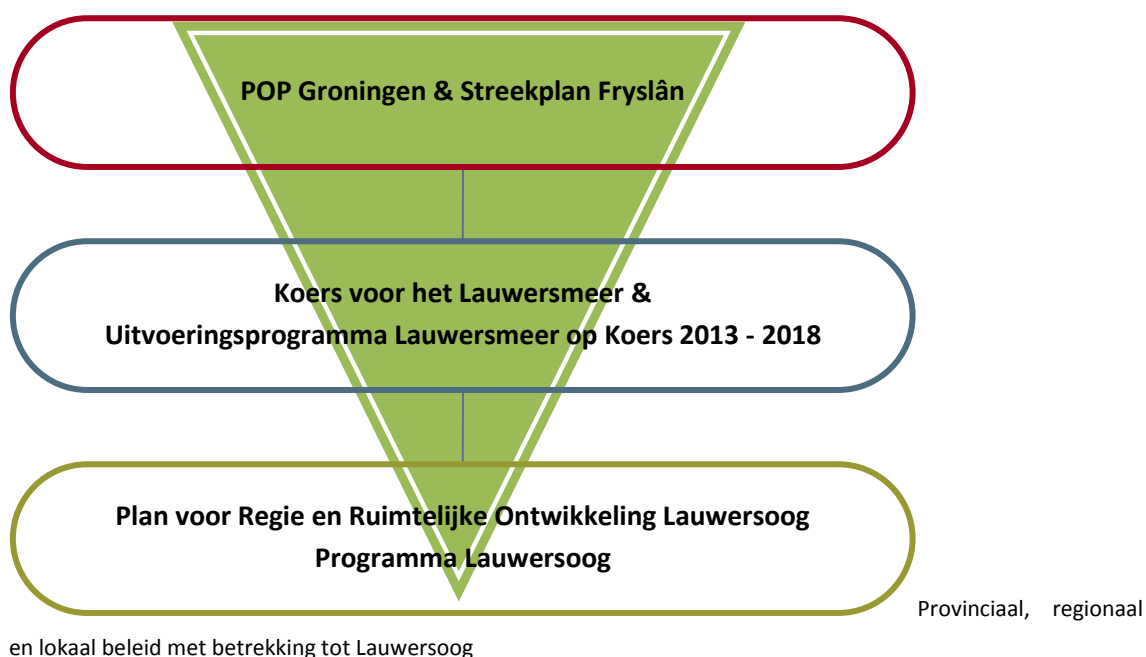 POP Groningen & Streekplan Fryslân
Koers voor het Lauwersmeer &
Uitvoeringsprogramma Lauwersmeer op Koers 2013 - 2018
Plan voor Regie en Ruimtelijke Ontwikkeling Lauwersoog
Programma Lauwersoog
Provinciaal, regionaal
en lokaal beleid met betrekking tot Lauwersoog